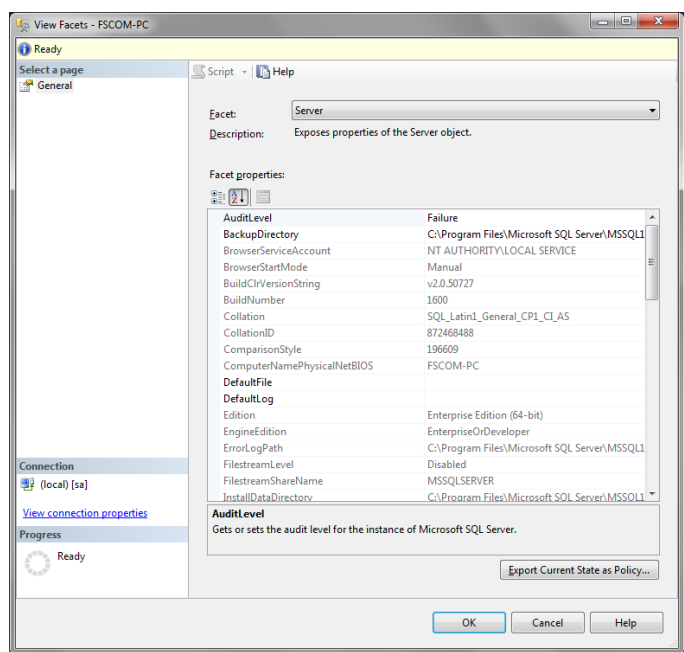 View Facets - FSCOM-PC
Ready
Select a page
General
Script
Help
Facet:
Server
Description:
Exposes properties of the Server object.
Facet properties:
AuditLevel Failure
BackupDirectory C:\Program Files\Microsoft SQL Server\MSSQL1
BrowserServiceAccount NT AUTHORITY\LOCAL SERVICE
BrowserStartMode Manual
BuildClrVersionString v2.0.50727
BuildNumber 1600
Collation SQL_Latin1_General_CP1_CI_AS
CollationID 872468488
ComparisonStyle 196609
ComputerNamePhysicalNetBIOS FSCOM-PC
DefaultFile
DefaultLog
Edition Enterprise Edition (64-bit)
EngineEdition EnterpriseOrDeveloper
ErrorLogPath C:\Program Files\Microsoft SQL Server\MSSQL1
FilestreamLevel Disabled
FilestreamShareName MSSQLSERVER
InstallDataDirectory C:\Program Files\Microsoft SQL Server\MSSQL1
AuditLevel
Gets or sets the audit level for the instance of Microsoft SQL Server.
Connection
(local) [sa]
View connection properties
Progress
Ready
Export Current State as Policy...
OK
Cancel
Help